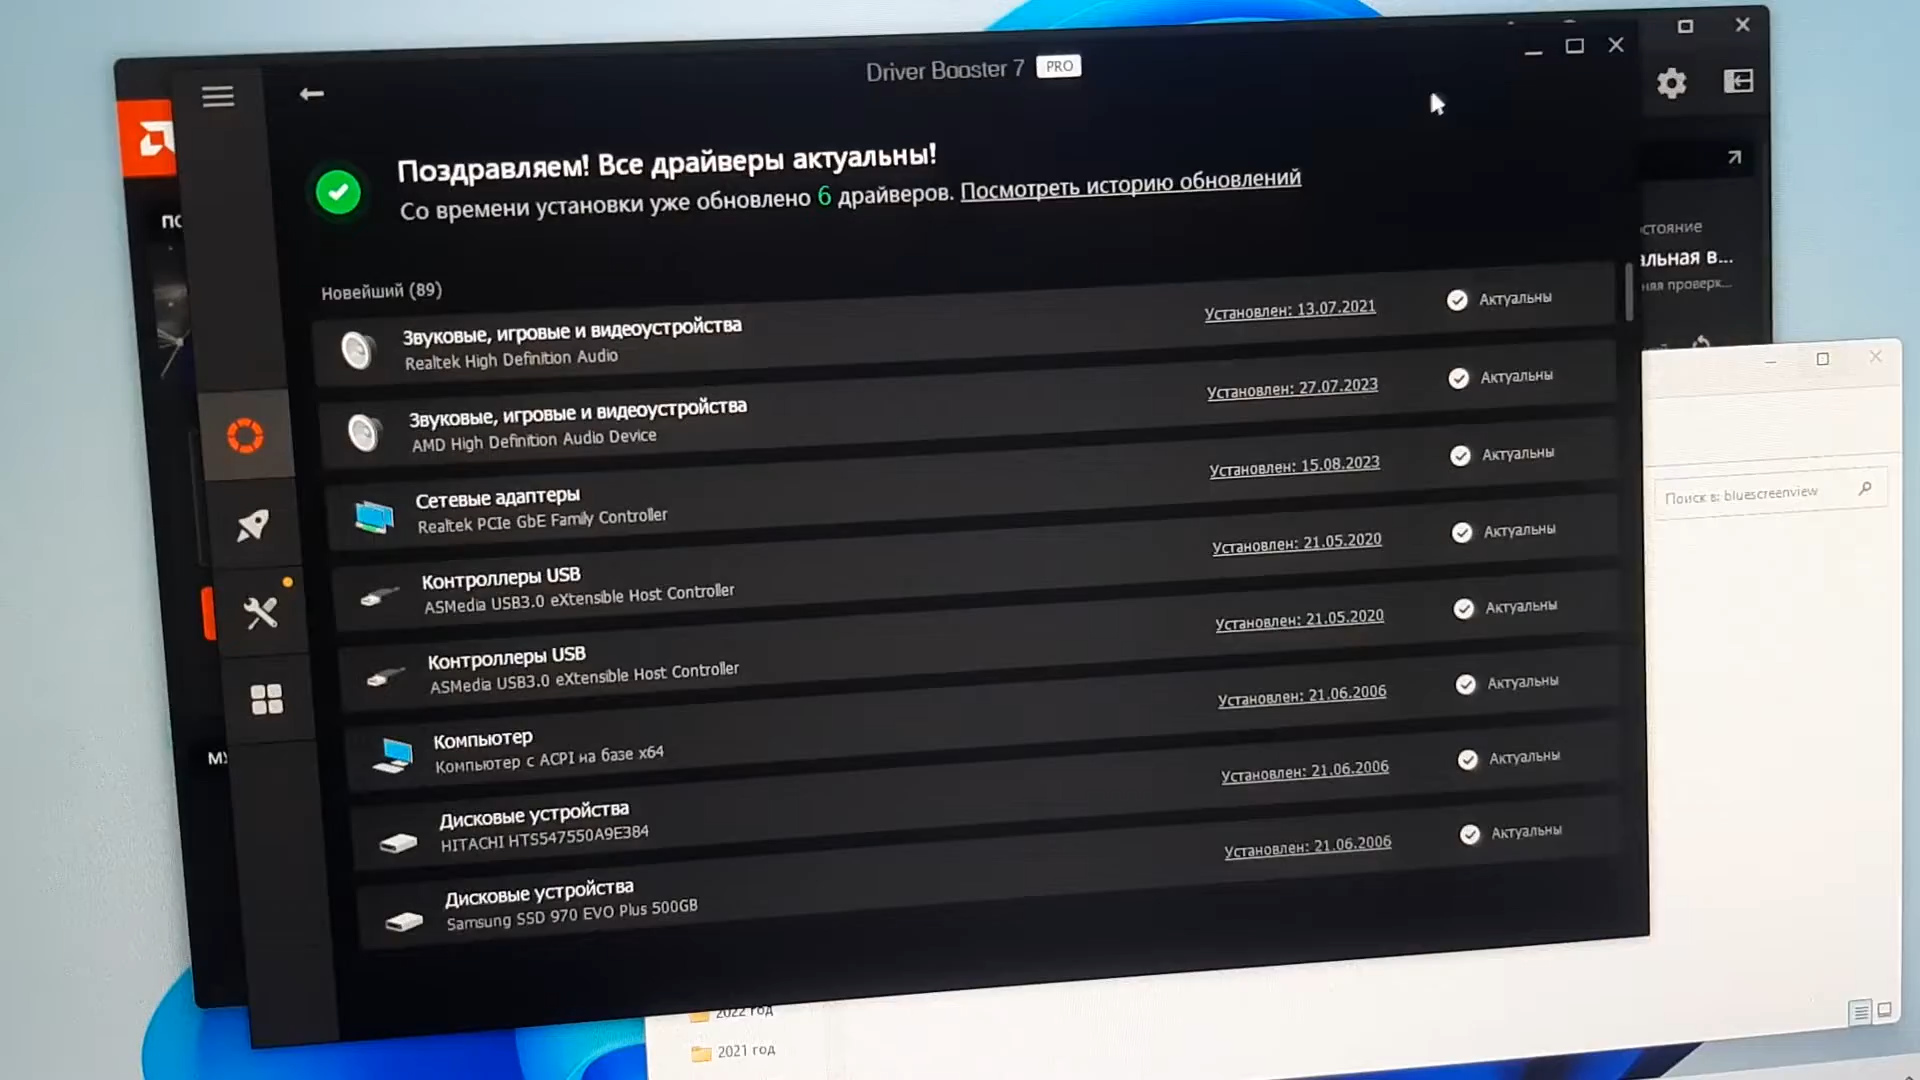 Driver Booster 7 PRO
Поздравляем! Все драйверы актуальны!
Со времени установки уже обновлено 6 драйверов. Посмотреть историю обновлений
Новейший (89)
Звуковые, игровые и видеоустройства
Realtek High Definition Audio
Установлен: 13.07.2021
Актуальны
Звуковые, игровые и видеоустройства
AMD High Definition Audio Device
Установлен: 27.07.2023
Актуальны
Сетевые адаптеры
Realtek PCIe GbE Family Controller
Установлен: 15.08.2023
Актуальны
Контроллеры USB
ASMedia USB3.0 eXtensible Host Controller
Установлен: 21.05.2020
Актуальны
Контроллеры USB
ASMedia USB3.0 eXtensible Host Controller
Установлен: 21.05.2020
Актуальны
Компьютер
Компьютер с ACPI на базе x64
Установлен: 21.06.2006
Актуальны
Дисковые устройства
HITACHI HTS547550A9E384
Установлен: 21.06.2006
Актуальны
Дисковые устройства
Samsung SSD 970 EVO Plus 500GB
Установлен: 21.06.2006
Актуальны
стояние
альная в...
няя проверк...
Поиск в: bluescreenview
2022 год
2021 год